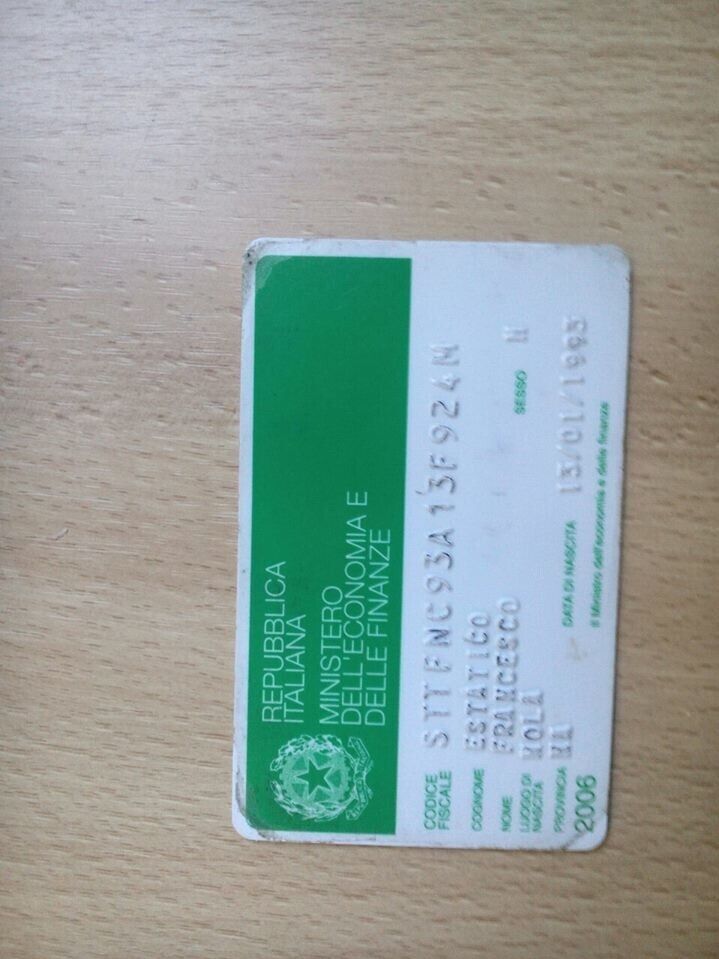 REPUBBLICA
ITALIANA
MINISTERO
DELL'ECONOMIA E
DELLE FINANZE
CODICE FISCALE STTFNC93A13F924M
COGNOME ESTATICO
NOME FRANCESCO SESSO M
LUOGO DI NASCITA NOLA
PROVINCIA NA DATA DI NASCITA 13/01/1993
2006 Il Ministro dell'economia e delle finanze